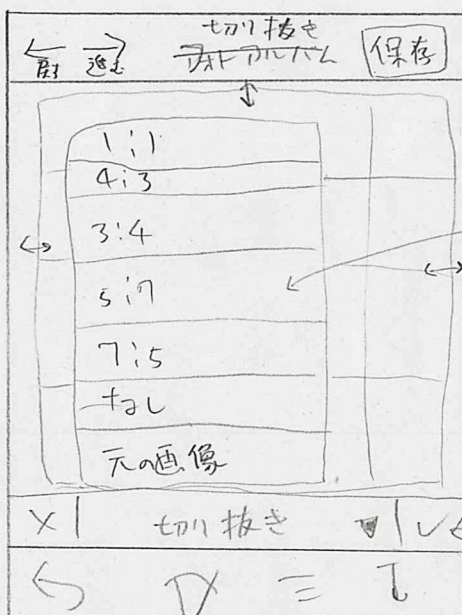 切り抜き
戻 進む フォトアルバム 保存
1:1
4:3
3:4
5:7
7:5
なし
元の画像
× 切り抜き ▼ ✓